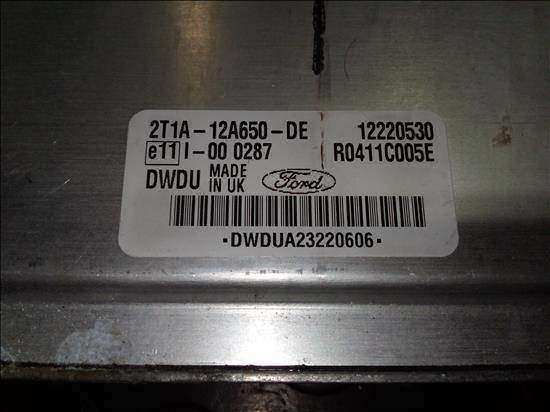 2T1A-12A650-DE 12220530
e11 I-00 0287 R0411C005E
DWDU MADE IN UK Ford
·DWDUA23220606·